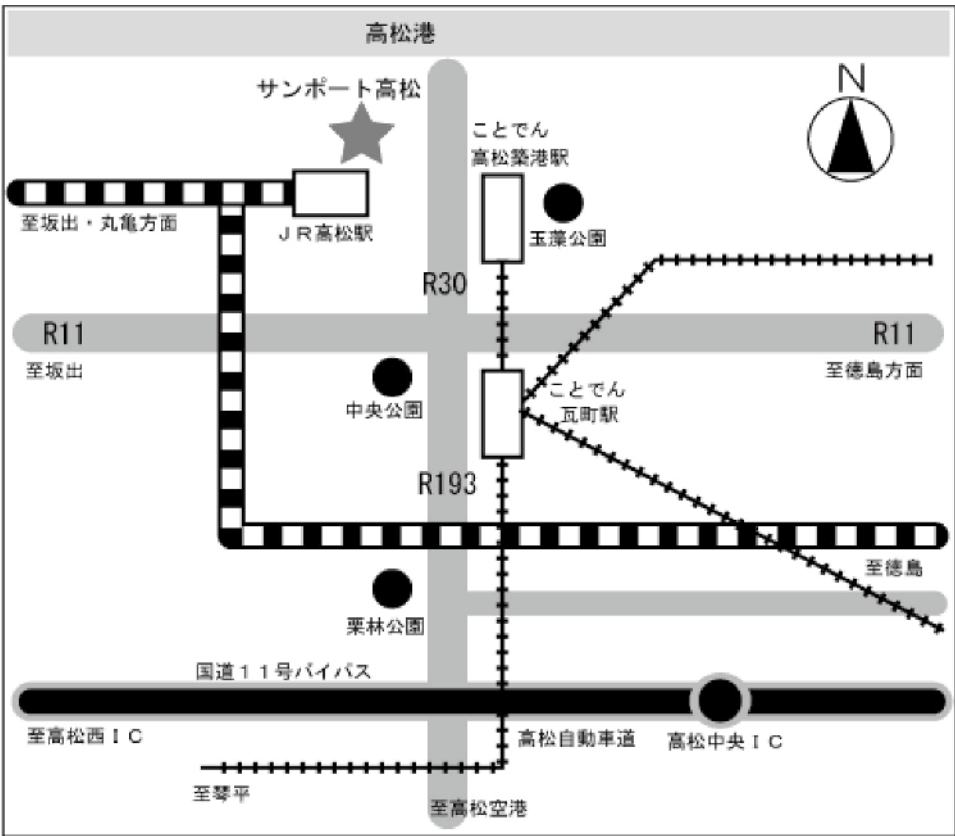 高松港
サンポート高松
N
ことでん
高松築港駅
至坂出・丸亀方面
ＪＲ高松駅
玉藻公園
R30
R11
R11
至坂出
至徳島方面
中央公園
ことでん
瓦町駅
R193
至徳島
栗林公園
国道１１号バイパス
至高松西ＩＣ
高松自動車道
高松中央ＩＣ
至琴平
至高松空港